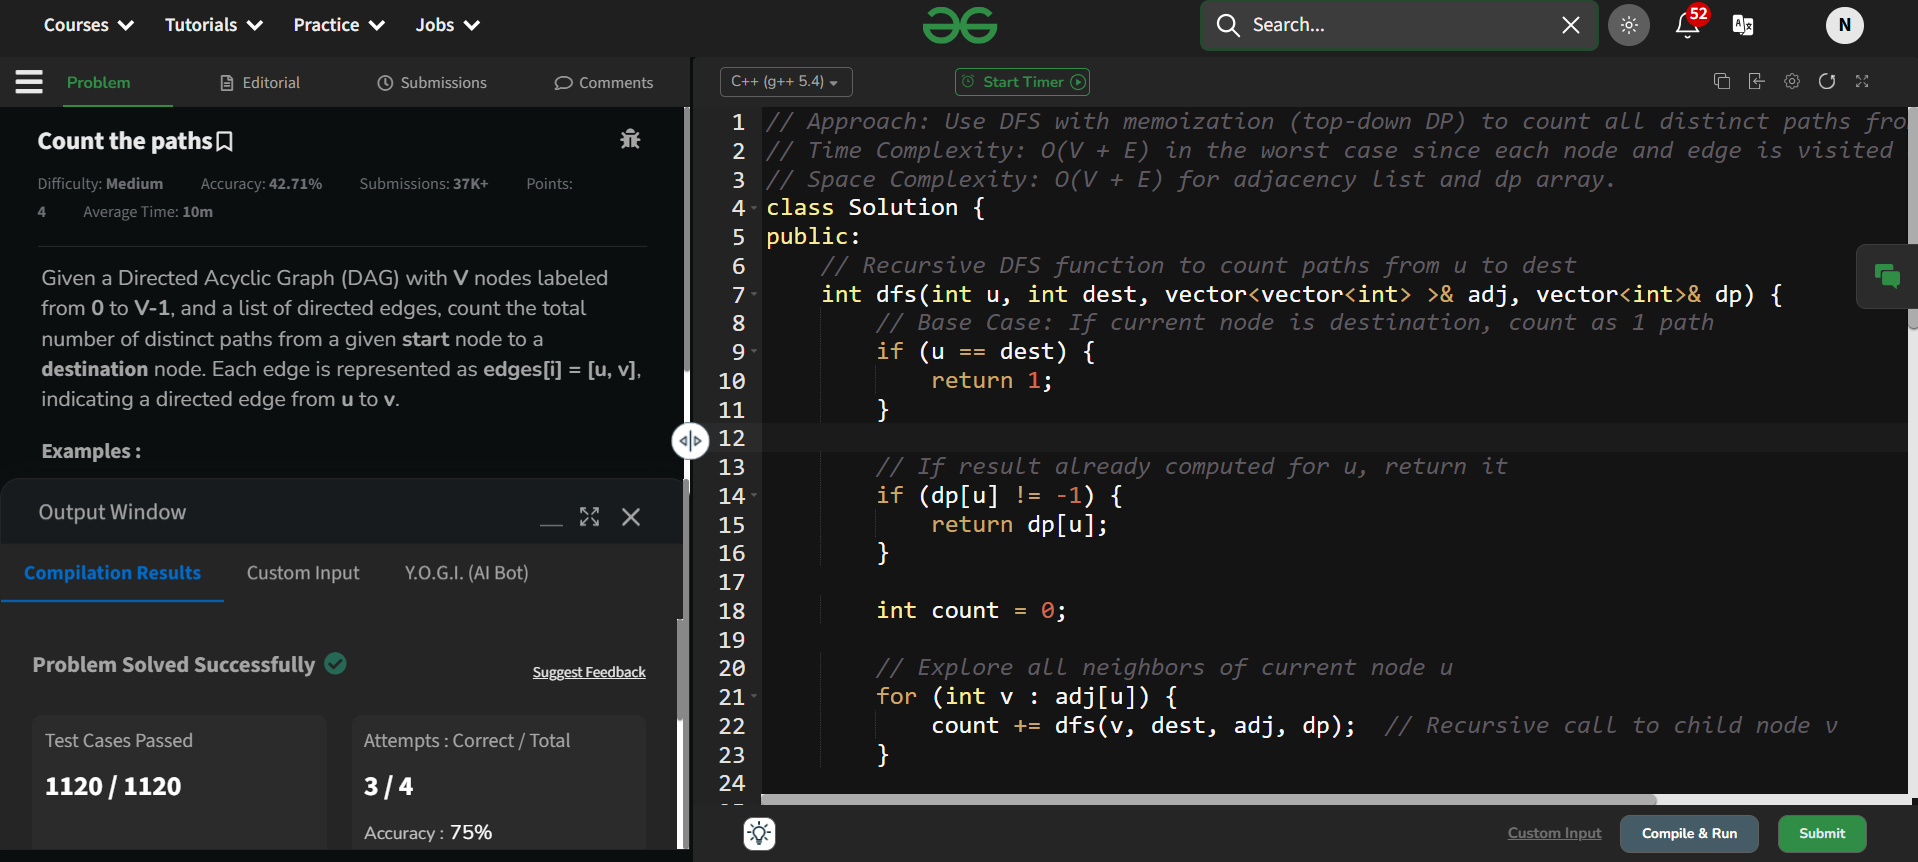 Courses Tutorials Practice Jobs Search... 52 N
Problem Editorial Submissions Comments
Count the paths
Difficulty: Medium Accuracy: 42.71% Submissions: 37K+ Points:
4 Average Time: 10m
Given a Directed Acyclic Graph (DAG) with V nodes labeled
from 0 to V-1, and a list of directed edges, count the total
number of distinct paths from a given start node to a
destination node. Each edge is represented as edges[i] = [u, v],
indicating a directed edge from u to v.
Examples :
Output Window
Compilation Results Custom Input Y.O.G.I. (AI Bot)
Problem Solved Successfully
Suggest Feedback
Test Cases Passed
1120 / 1120
Attempts : Correct / Total
3 / 4
Accuracy : 75%
C++ (g++ 5.4) Start Timer
1 // Approach: Use DFS with memoization (top-down DP) to count all distinct paths fro
2 // Time Complexity: O(V + E) in the worst case since each node and edge is visited
3 // Space Complexity: O(V + E) for adjacency list and dp array.
4 class Solution {
5 public:
6 // Recursive DFS function to count paths from u to dest
7 int dfs(int u, int dest, vector<vector<int> >& adj, vector<int>& dp) {
8 // Base Case: If current node is destination, count as 1 path
9 if (u == dest) {
10 return 1;
11 }
12
13 // If result already computed for u, return it
14 if (dp[u] != -1) {
15 return dp[u];
16 }
17
18 int count = 0;
19
20 // Explore all neighbors of current node u
21 for (int v : adj[u]) {
22 count += dfs(v, dest, adj, dp); // Recursive call to child node v
23 }
24
Custom Input Compile & Run Submit